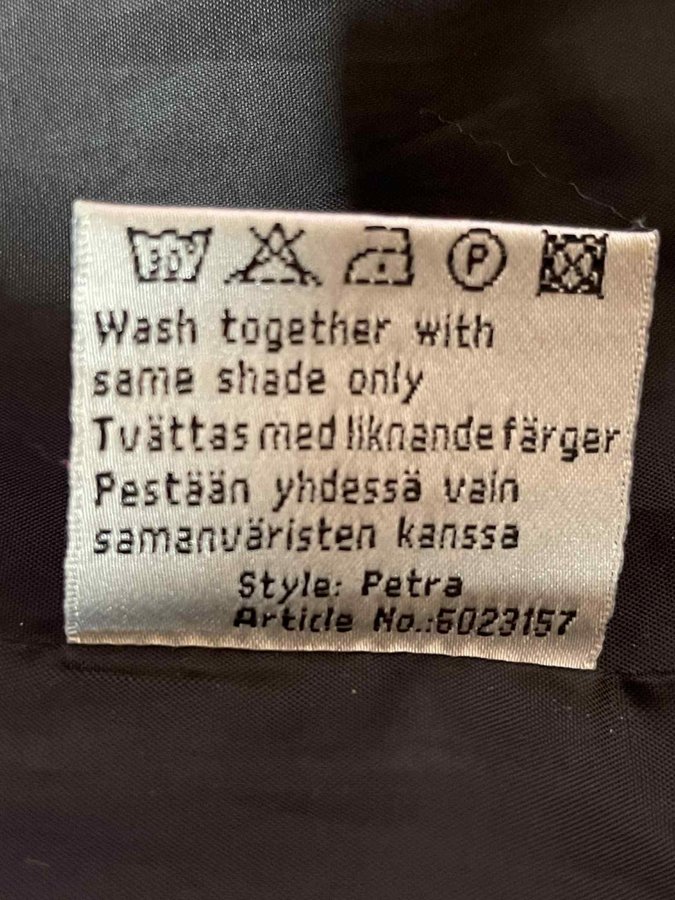 30°
P
Wash together with
same shade only
Tvättas med liknande färger
Pestään yhdessä vain
samanväristen kanssa
Style: Petra
Article No.:6023157